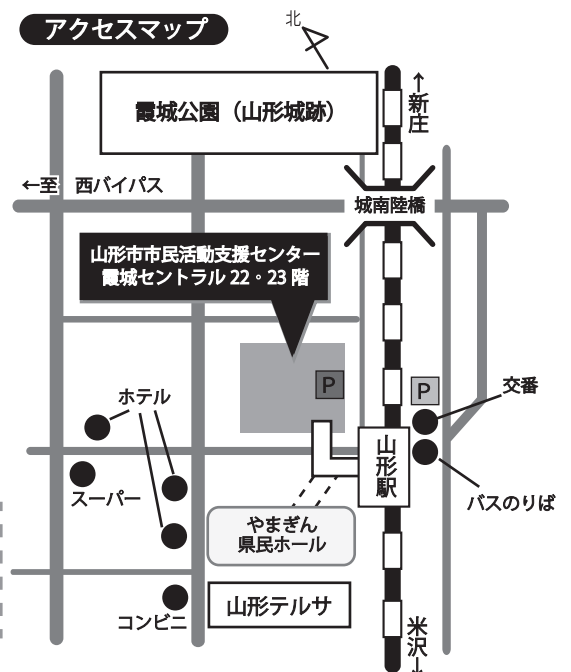 アクセスマップ
北
霞城公園（山形城跡）
↑新庄
←至 西バイパス
城南陸橋
山形市市民活動支援センター
霞城セントラル 22・23 階
P
P
交番
ホテル
山形駅
スーパー
バスのりば
やまぎん
県民ホール
山形テルサ
コンビニ
米沢↓